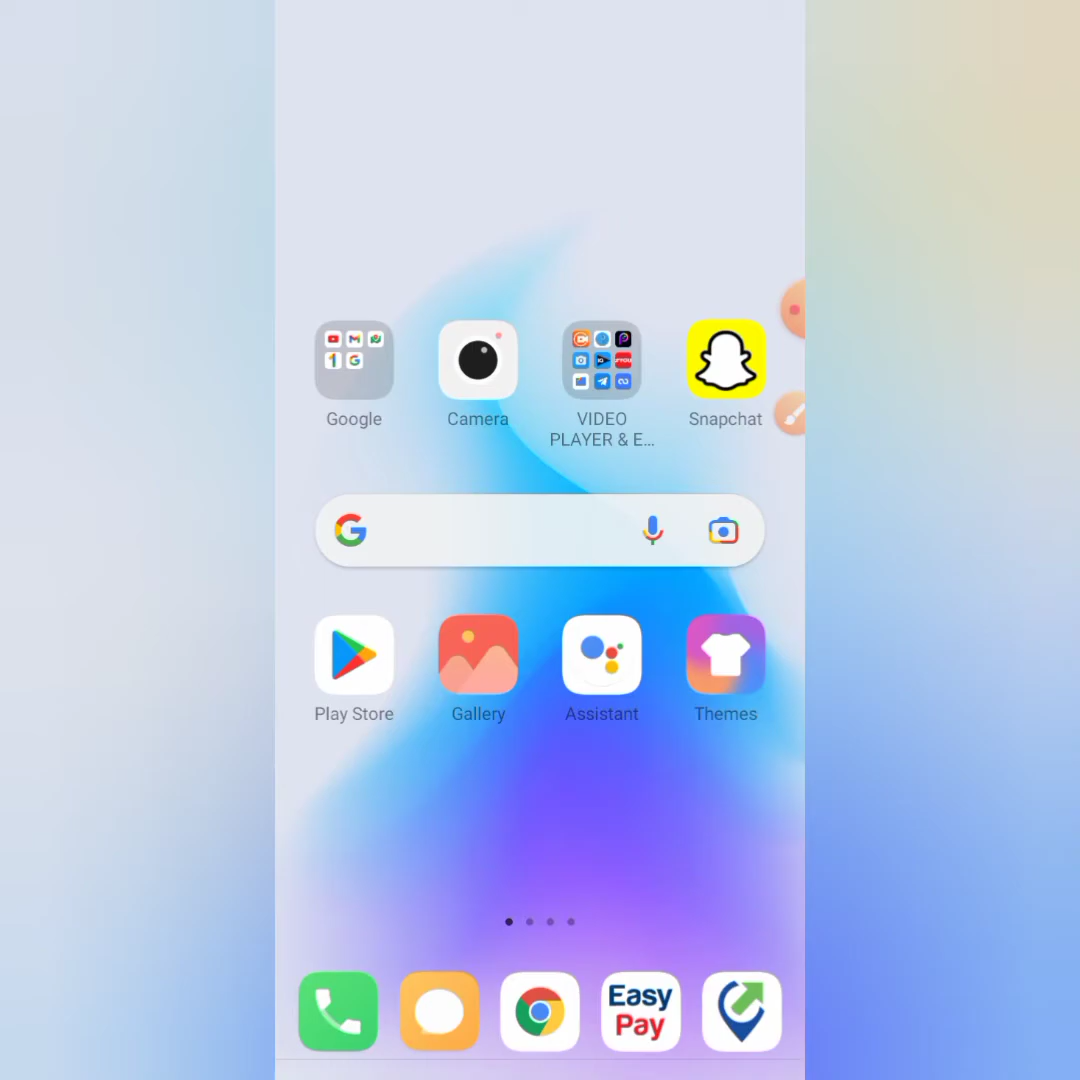 Google
Camera
VIDEO
PLAYER & E...
Snapchat
Play Store
Gallery
Assistant
Themes
Easy
Pay